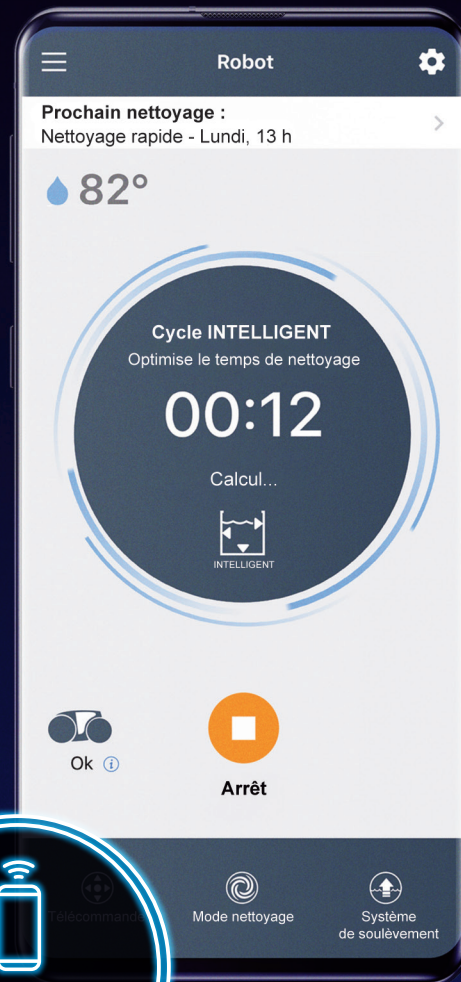 Robot
Prochain nettoyage :
Nettoyage rapide - Lundi, 13 h
82°
Cycle INTELLIGENT
Optimise le temps de nettoyage
00:12
Calcul...
INTELLIGENT
Ok
Arrêt
Télécommande
Mode nettoyage
Système
de soulèvement